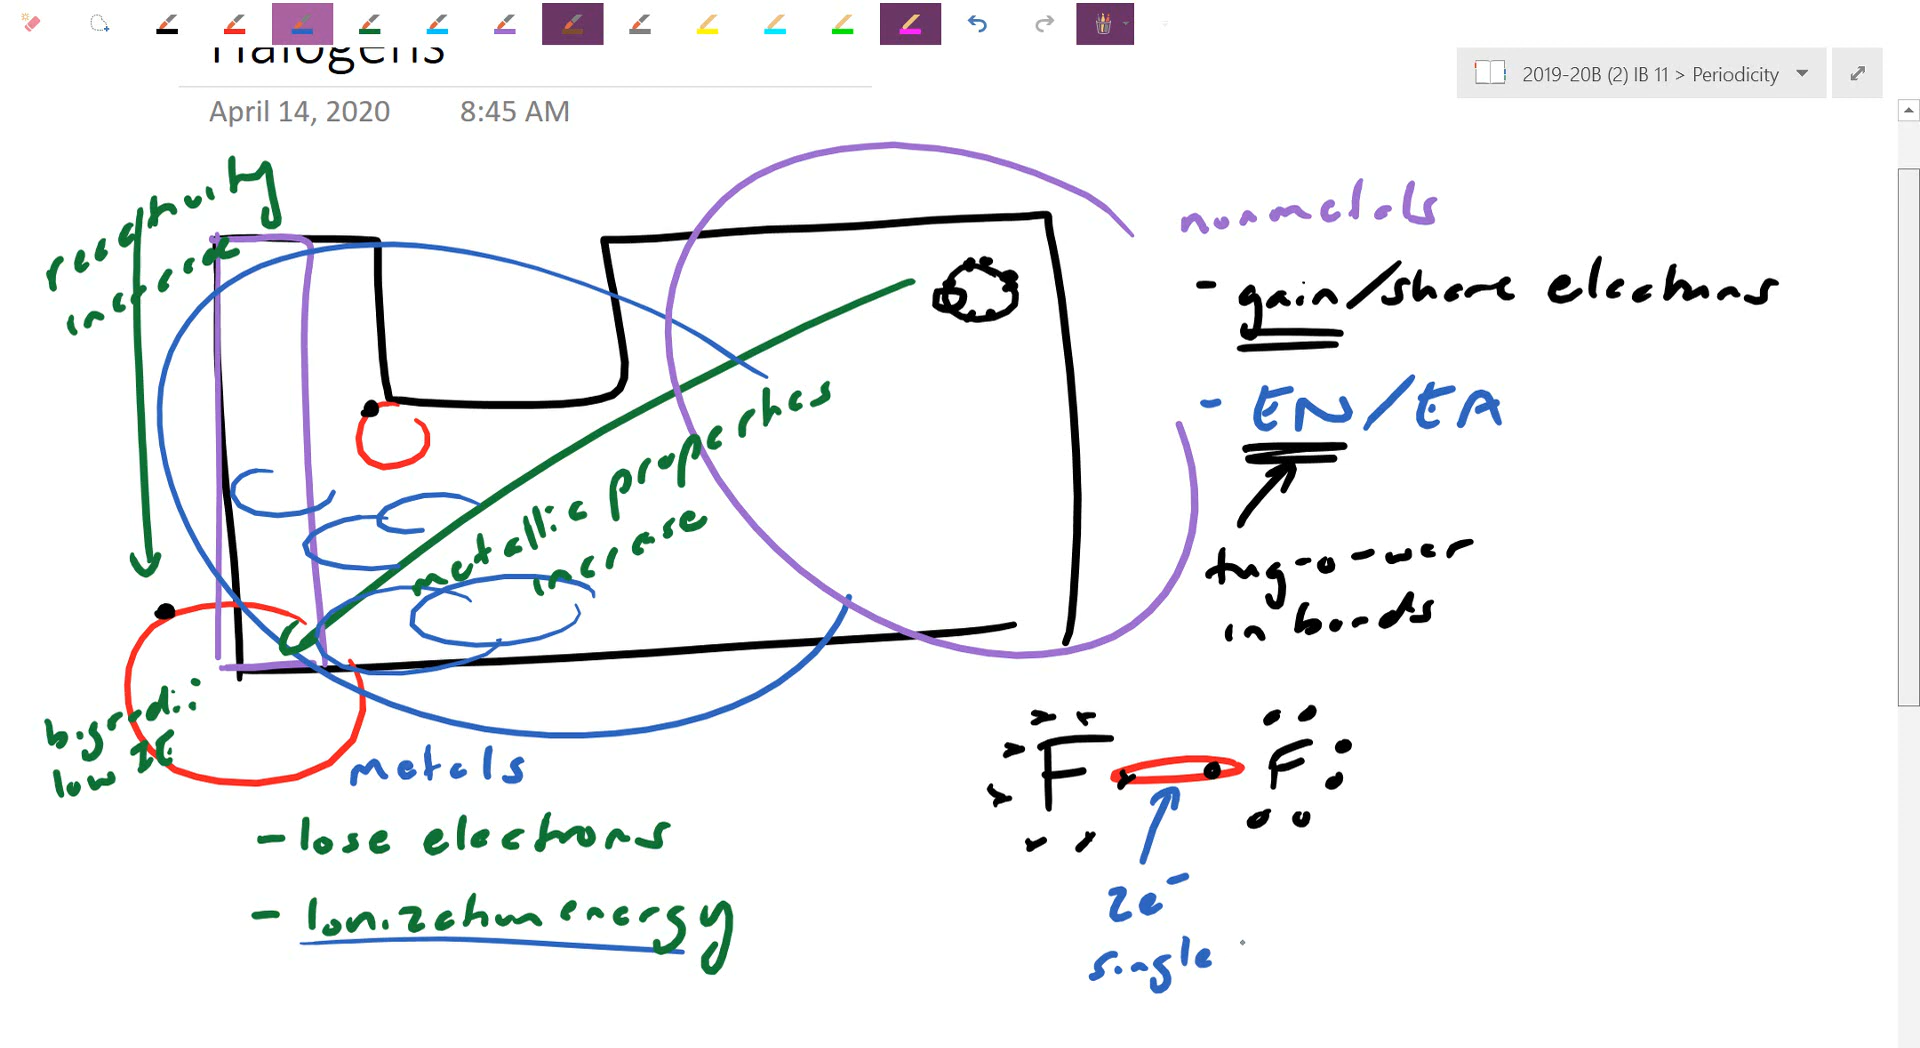 Halogens
2019-20B (2) IB 11 > Periodicity
April 14, 2020 8:45 AM
reactivity
increase
nonmetals
- gain/share electrons
- EN/EA
metallic properties
increase
tug-o-war
in bonds
big radii
low IE
metals
- lose electrons
- Ionization energy
F F
2e-
single